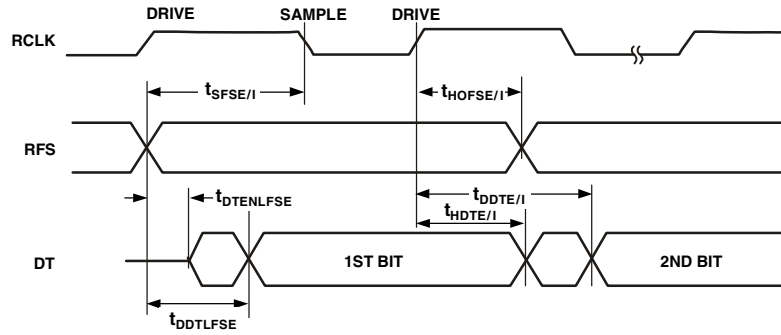 DRIVE SAMPLE DRIVE
RCLK
tSFSE/I tHOFSE/I
RFS
tDTENLFSE tDDTE/I
tHDTE/I
DT 1ST BIT 2ND BIT
tDDTLFSE